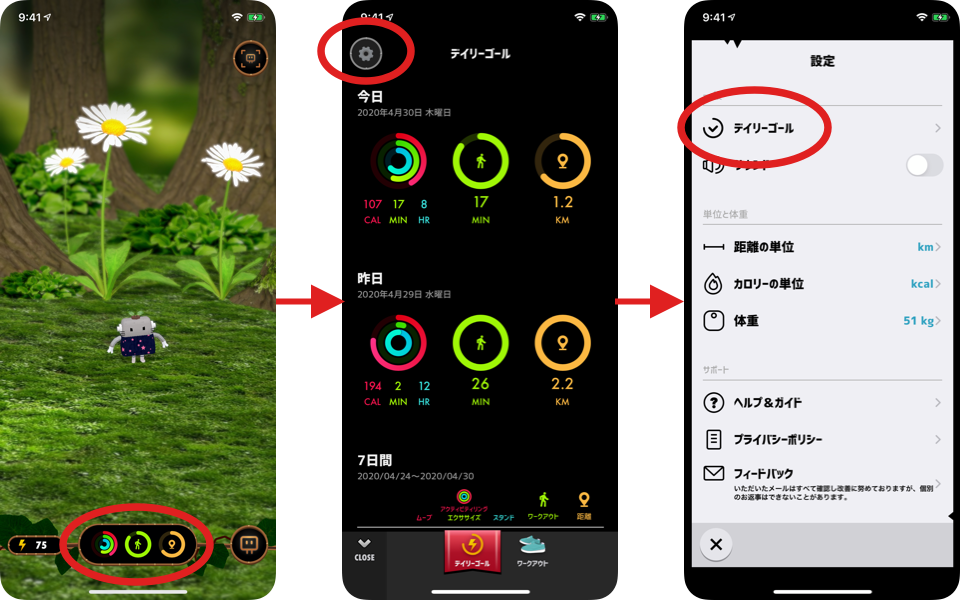 9:41
75
9:41
デイリーゴール
今日
2020年4月30日 木曜日
107 17 8
CAL MIN HR
17
MIN
1.2
KM
昨日
2020年4月29日 水曜日
194 2 12
CAL MIN HR
26
MIN
2.2
KM
7日間
2020/04/24〜2020/04/30
アクティビティリング
ムーブ エクササイズ スタンド
ワークアウト
距離
CLOSE
デイリーゴール
ワークアウト
9:41
設定
デイリーゴール
サウンド
単位と体重
距離の単位 km
カロリーの単位 kcal
体重 51 kg
サポート
ヘルプ&ガイド
プライバシーポリシー
フィードバック
いただいたメールはすべて確認し改善に努めておりますが、個別
のお返事はできないことがあります。